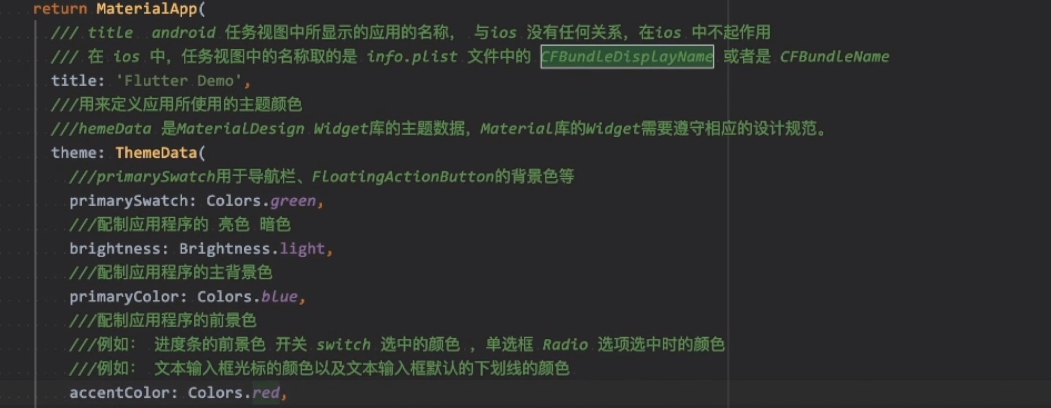 return MaterialApp(
/// title android 任务视图中所显示的应用的名称， 与ios 没有任何关系，在ios 中不起作用
/// 在 ios 中，任务视图中的名称取的是 info.plist 文件中的 CFBundleDisplayName 或者是 CFBundleName
title: 'Flutter Demo',
///用来定义应用所使用的主题颜色
///hemeData 是MaterialDesign Widget库的主题数据，Material库的Widget需要遵守相应的设计规范。
theme: ThemeData(
///primarySwatch用于导航栏、FloatingActionButton的背景色等
primarySwatch: Colors.green,
///配制应用程序的 亮色 暗色
brightness: Brightness.light,
///配制应用程序的主背景色
primaryColor: Colors.blue,
///配制应用程序的前景色
///例如： 进度条的前景色 开关 switch 选中的颜色 ，单选框 Radio 选项选中时的颜色
///例如： 文本输入框光标的颜色以及文本输入框默认的下划线的颜色
accentColor: Colors.red,